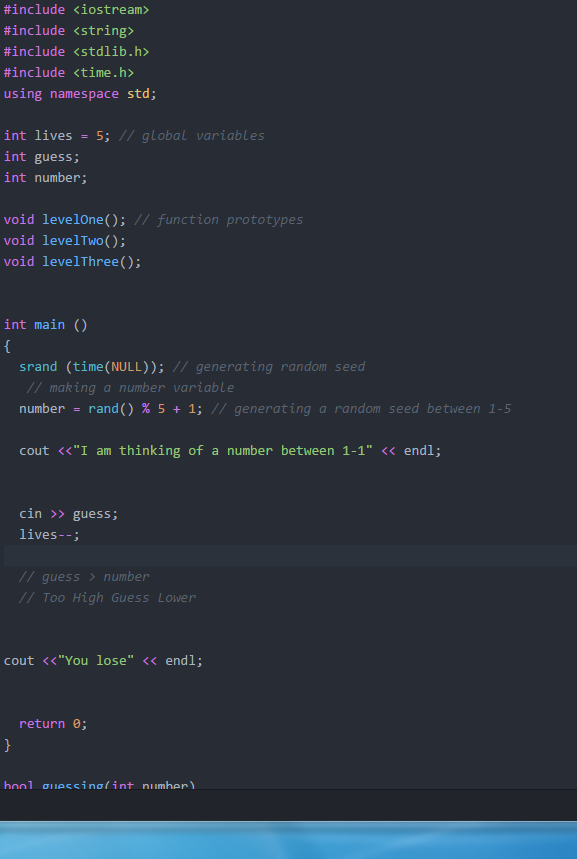 #include <iostream>
#include <string>
#include <stdlib.h>
#include <time.h>
using namespace std;
int lives = 5; // global variables
int guess;
int number;
void levelOne(); // function prototypes
void levelTwo();
void levelThree();
int main ()
{
srand (time(NULL)); // generating random seed
// making a number variable
number = rand() % 5 + 1; // generating a random seed between 1-5
cout <<"I am thinking of a number between 1-1" << endl;
cin >> guess;
lives--;
// guess > number
// Too High Guess Lower
cout <<"You lose" << endl;
return 0;
}
bool guessing(int number)